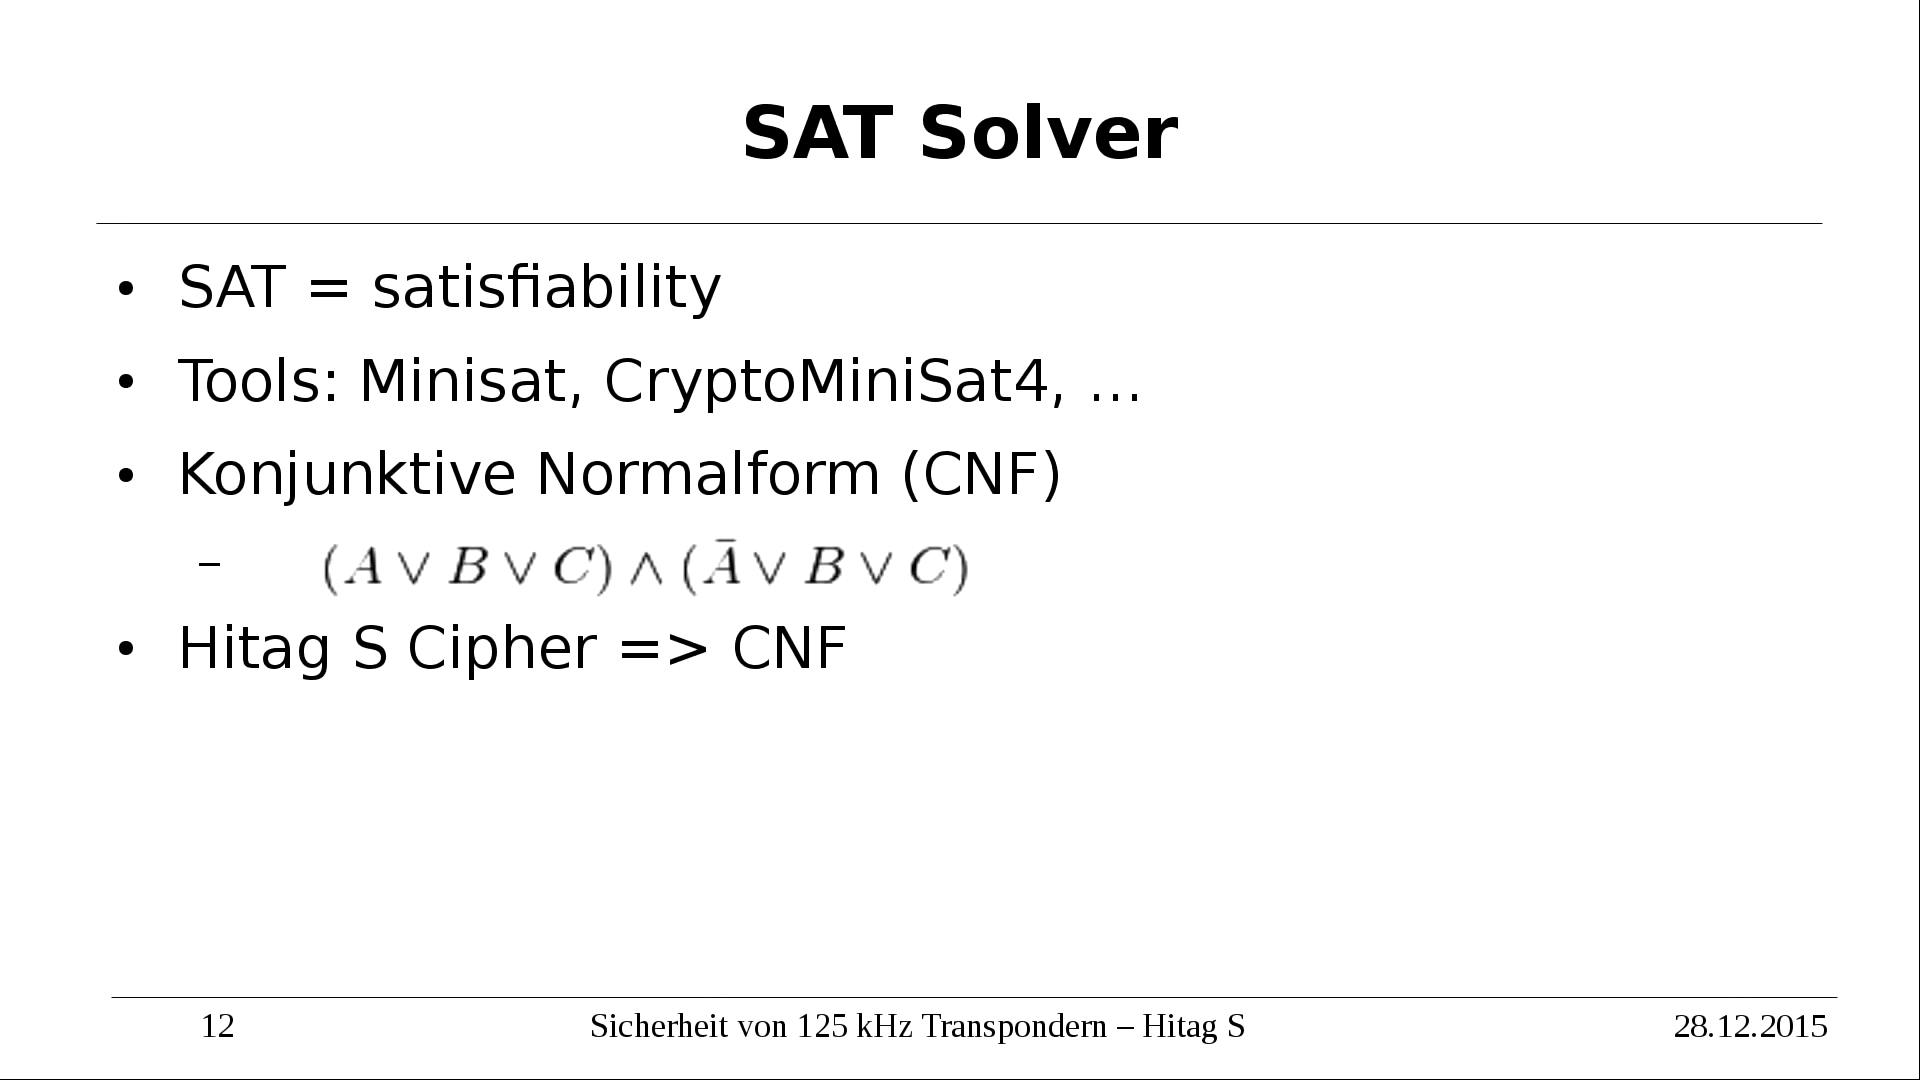 SAT Solver
• SAT = satisfiability
• Tools: Minisat, CryptoMiniSat4, ...
• Konjunktive Normalform (CNF)
– (A ∨ B ∨ C) ∧ (Ā ∨ B ∨ C)
• Hitag S Cipher => CNF
12 Sicherheit von 125 kHz Transpondern – Hitag S 28.12.2015